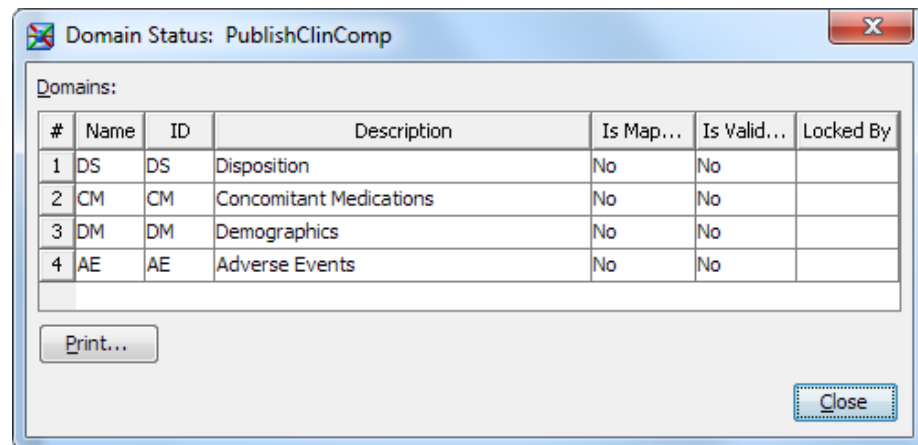 Domain Status: PublishClinComp
x
Domains:
# Name ID Description Is Map... Is Valid... Locked By
1 DS DS Disposition No No
2 CM CM Concomitant Medications No No
3 DM DM Demographics No No
4 AE AE Adverse Events No No
Print...
Close